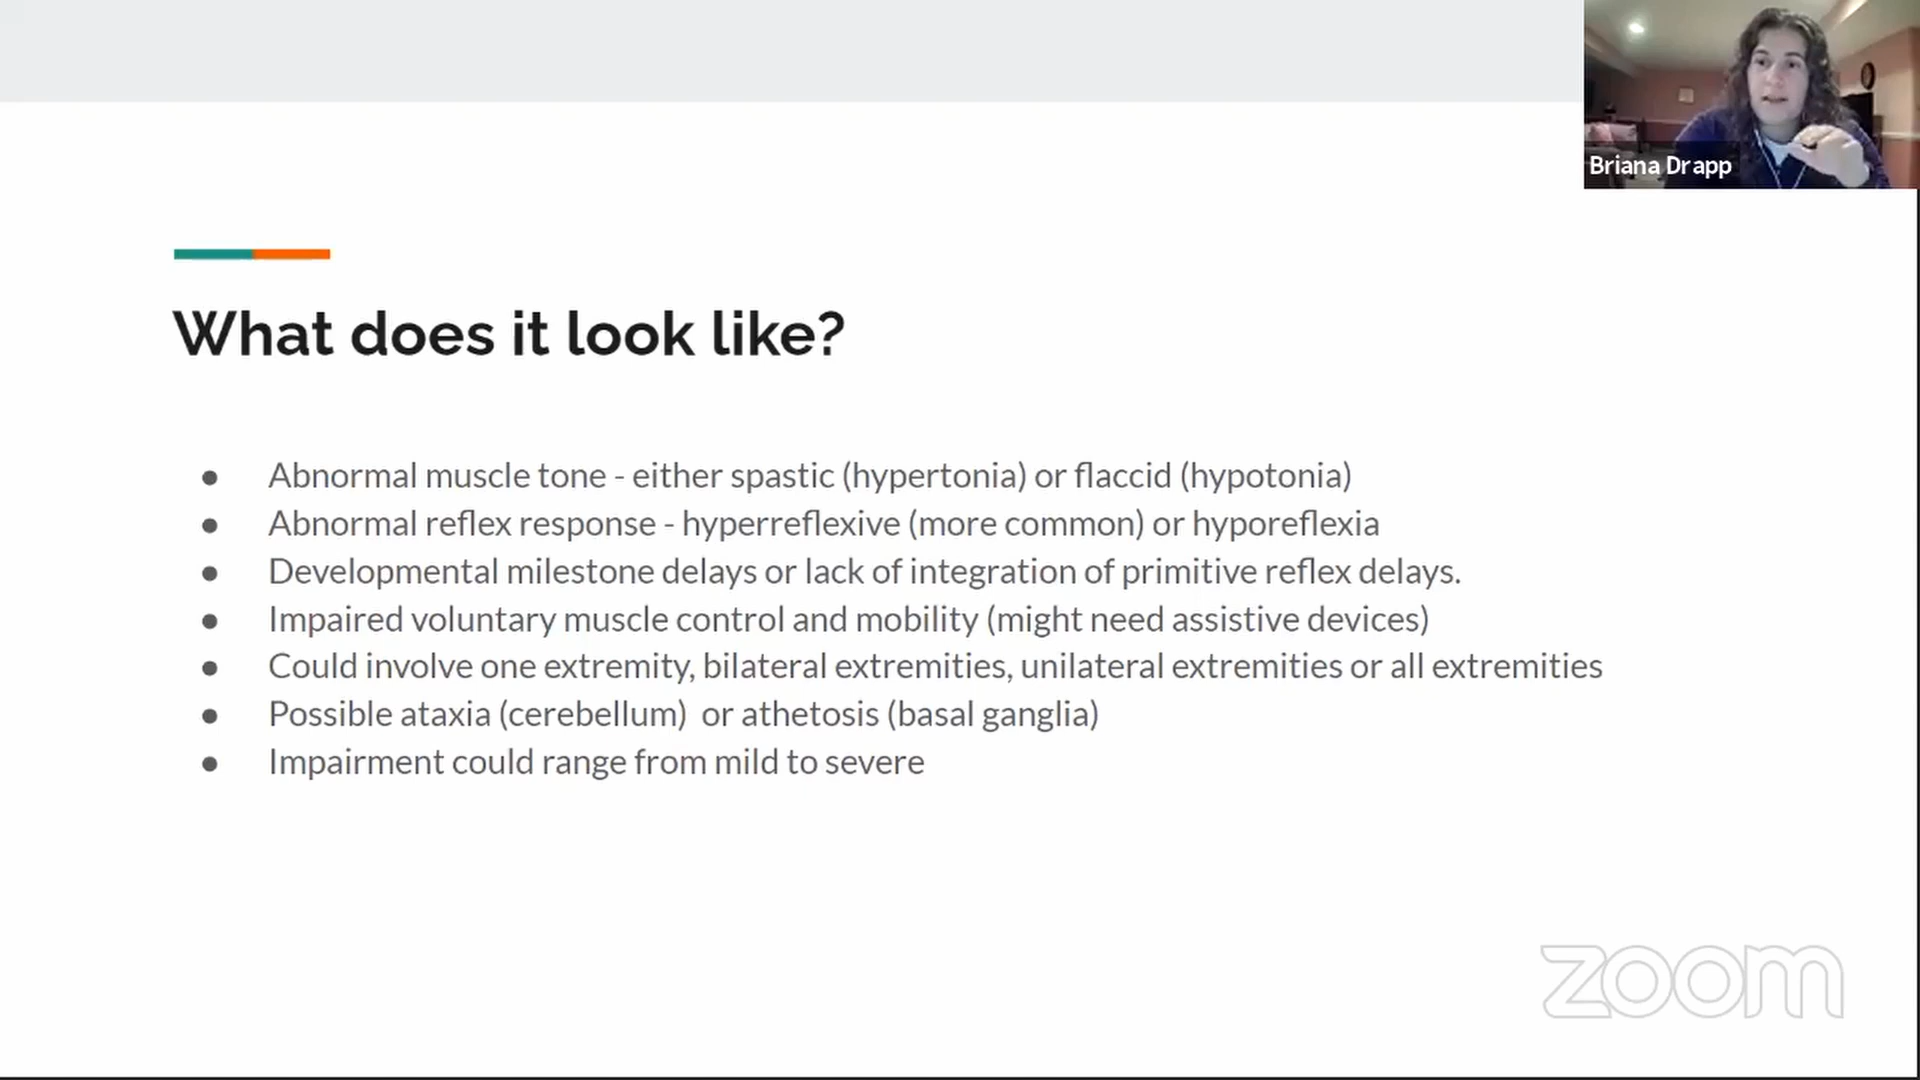 Briana Drapp
What does it look like?
● Abnormal muscle tone - either spastic (hypertonia) or flaccid (hypotonia)
● Abnormal reflex response - hyperreflexive (more common) or hyporeflexia
● Developmental milestone delays or lack of integration of primitive reflex delays.
● Impaired voluntary muscle control and mobility (might need assistive devices)
● Could involve one extremity, bilateral extremities, unilateral extremities or all extremities
● Possible ataxia (cerebellum)  or athetosis (basal ganglia)
● Impairment could range from mild to severe
zoom